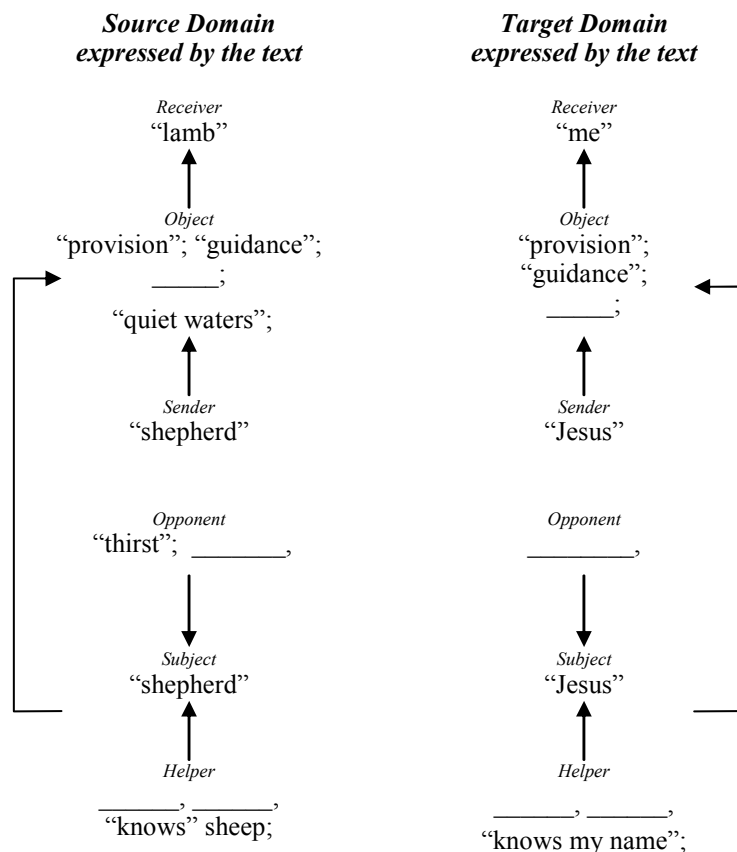 Source Domain
expressed by the text
Receiver
“lamb”
Object
“provision”; “guidance”;
_____;
“quiet waters”;
Sender
“shepherd”
Opponent
“thirst”; _______,
Subject
“shepherd”
Helper
______, ______,
“knows” sheep;
Target Domain
expressed by the text
Receiver
“me”
Object
“provision”;
“guidance”;
_____;
Sender
“Jesus”
Opponent
________,
Subject
“Jesus”
Helper
______, ______,
“knows my name”;